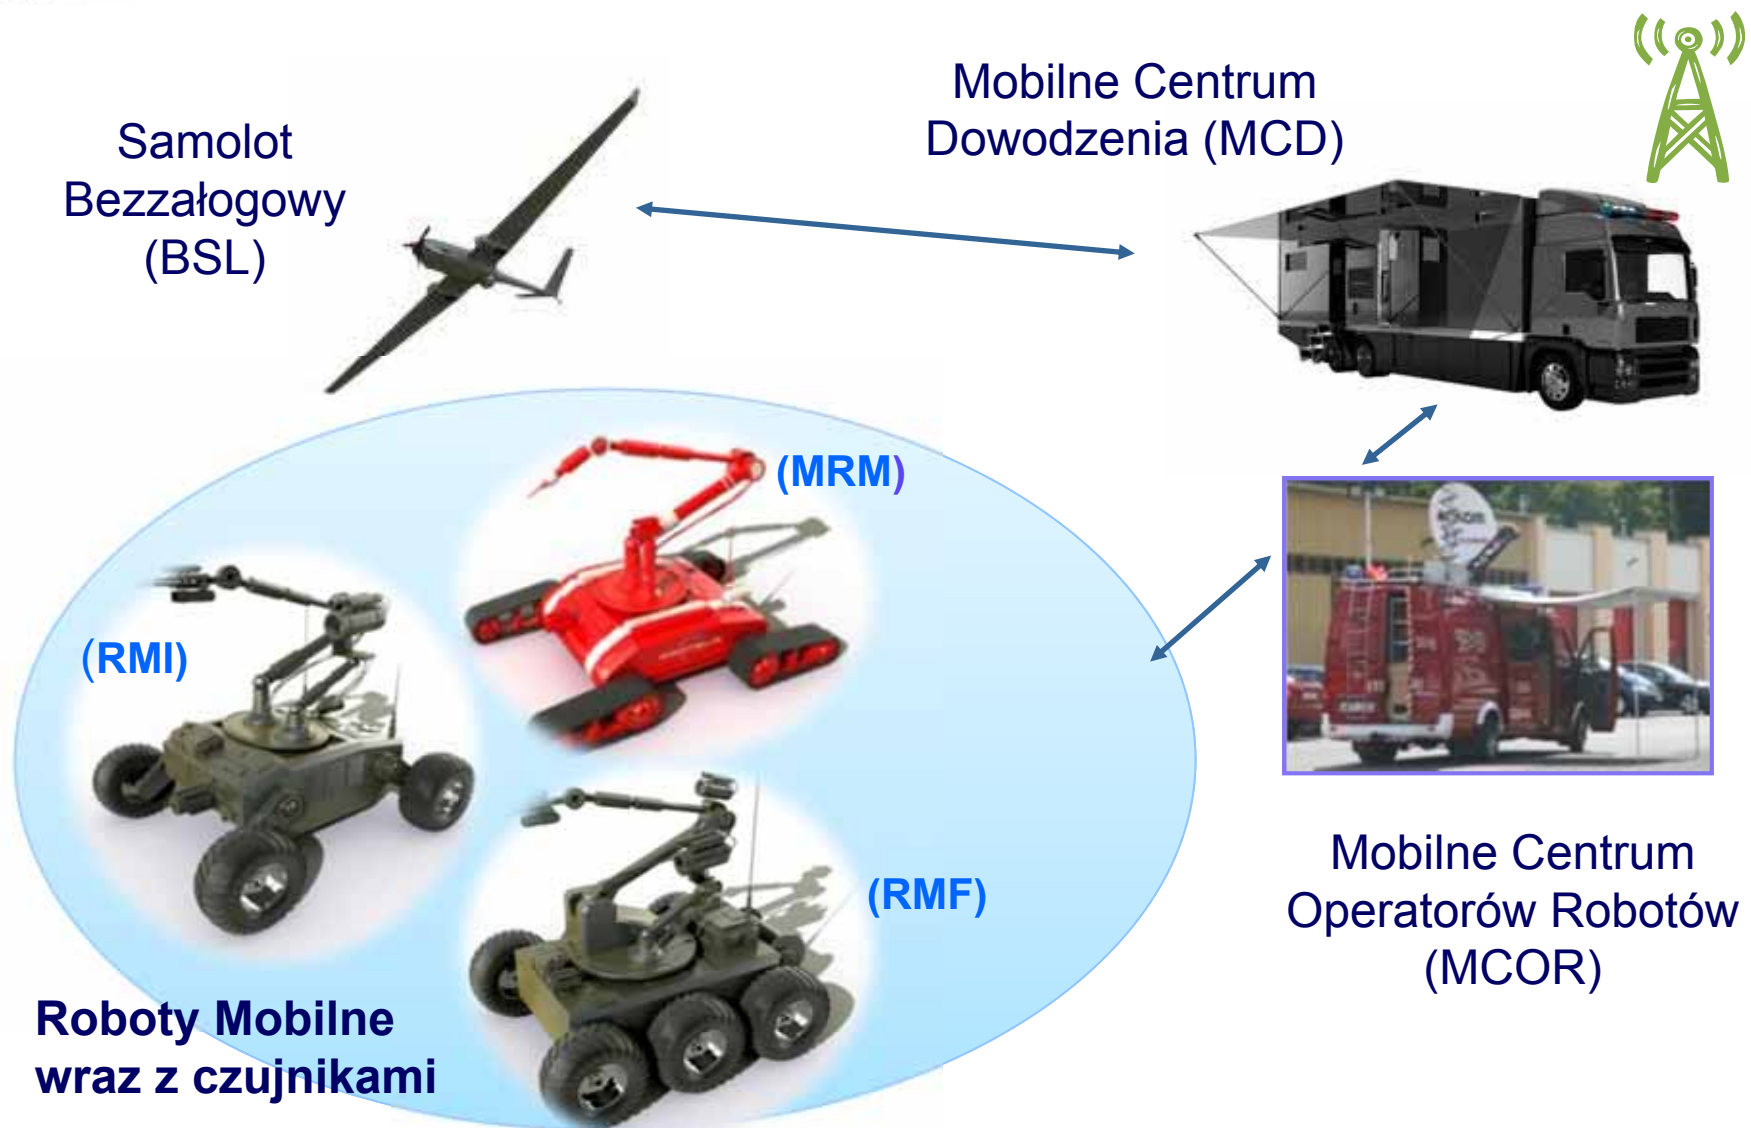 Samolot
Bezzałogowy
(BSL)
Mobilne Centrum
Dowodzenia (MCD)
(MRM)
(RMI)
(RMF)
Roboty Mobilne
wraz z czujnikami
Mobilne Centrum
Operatorów Robotów
(MCOR)